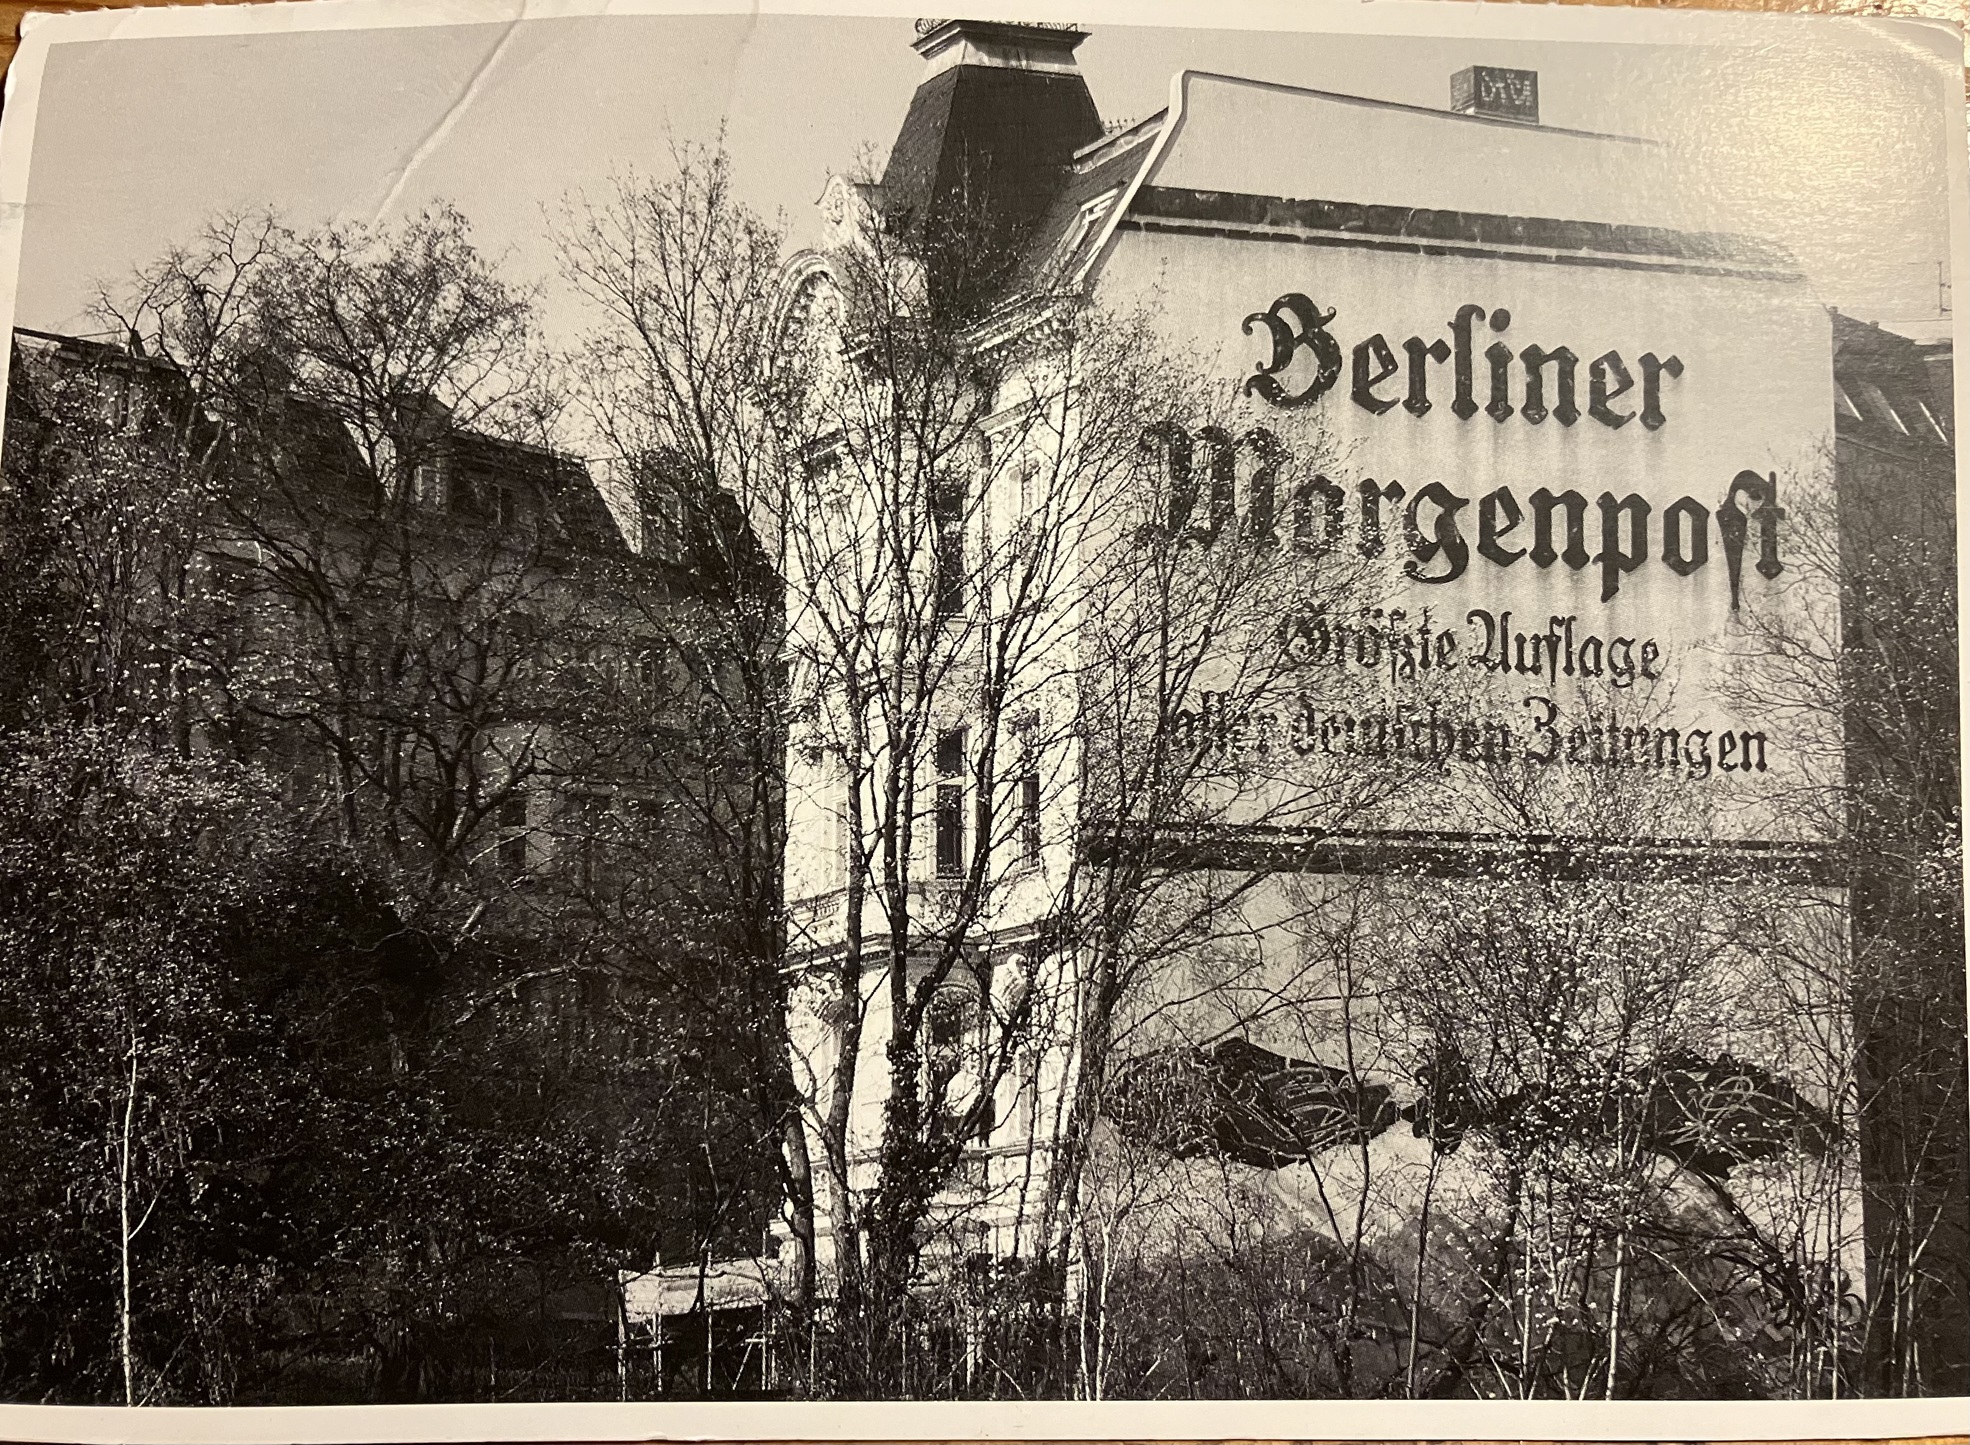 Berliner
Morgenpost
Größte Auflage
aller deutschen Zeitungen